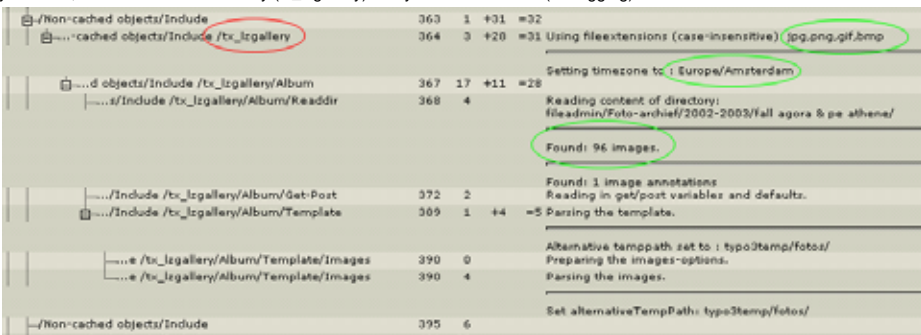 /Non-cached objects/Include 363 1 +31 =32
...-cached objects/Include /tx_lzgallery 364 3 +28 =31 Using fileextensions (case-insensitive) jpg,png,gif,bmp
Setting timezone to : Europe/Amsterdam
....d objects/Include /tx_lzgallery/Album 367 17 +11 =28
....s/Include /tx_lzgallery/Album/Readdir 368 4 Reading content of directory:
fileadmin/Foto-archief/2002-2003/fall agora & pe athene/
Found: 96 images.
Found: 1 image annotations
..../Include /tx_lzgallery/Album/Get-Post 372 2 Reading in get/post variables and defaults.
..../Include /tx_lzgallery/Album/Template 389 1 +4 =5 Parsing the template.
Alternative temppath set to : typo3temp/fotos/
....e /tx_lzgallery/Album/Template/Images 390 0 Preparing the images-options.
....e /tx_lzgallery/Album/Template/Images 390 4 Parsing the images.
Set alternativeTempPath: typo3temp/fotos/
/Non-cached objects/Include 395 6